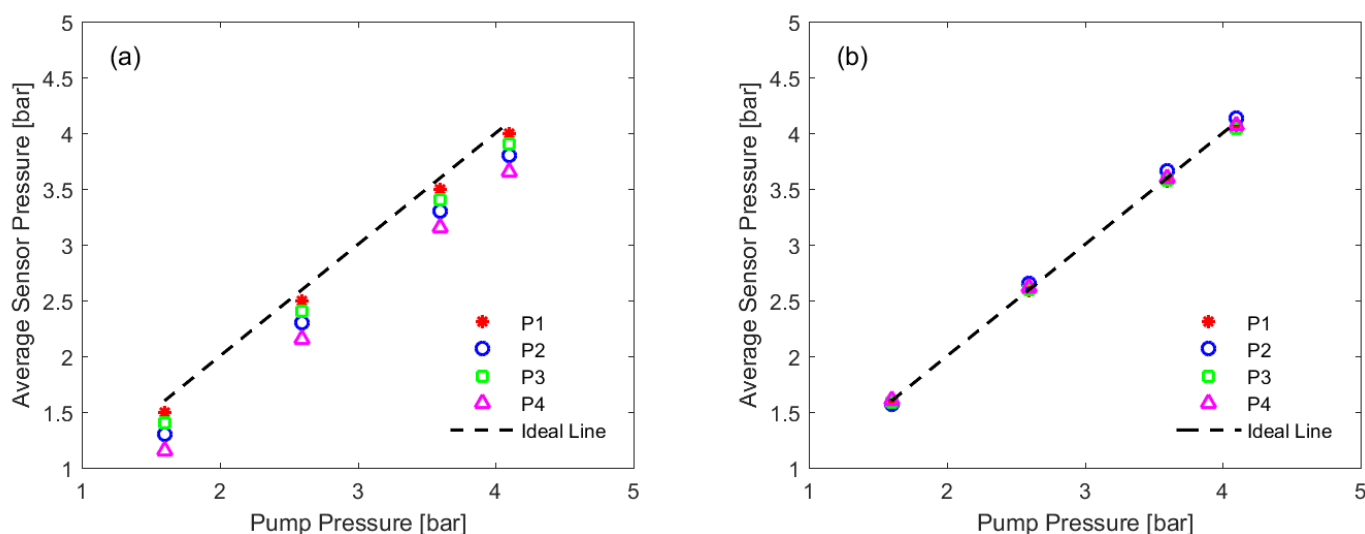 (a)
Average Sensor Pressure [bar]
5
4.5
4
3.5
3
2.5
2
1.5
1
1 2 3 4 5
Pump Pressure [bar]
P1
P2
P3
P4
Ideal Line
(b)
Average Sensor Pressure [bar]
5
4.5
4
3.5
3
2.5
2
1.5
1
1 2 3 4 5
Pump Pressure [bar]
P1
P2
P3
P4
Ideal Line